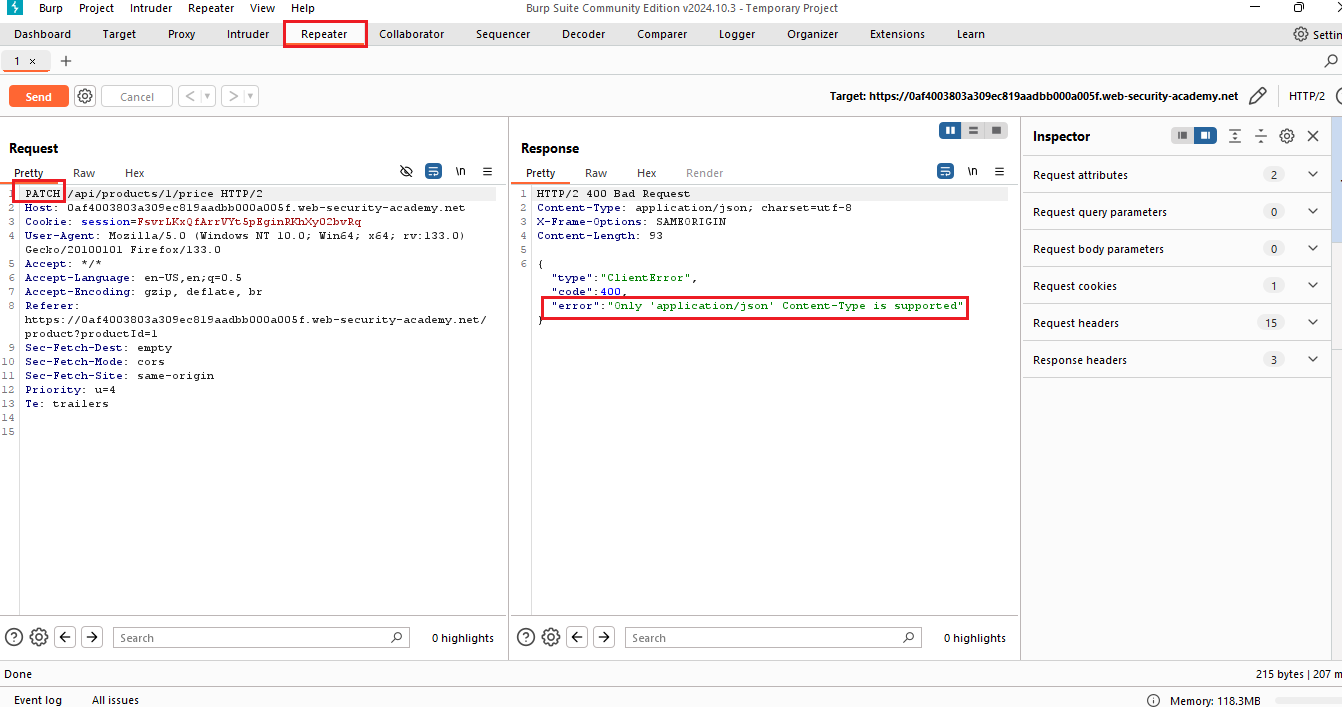 Burp Project Intruder Repeater View Help Burp Suite Community Edition v2024.10.3 - Temporary Project
Dashboard Target Proxy Intruder Repeater Collaborator Sequencer Decoder Comparer Logger Organizer Extensions Learn Settin
1 × +
Send Cancel < > Target: https://0af4003803a309ec819aadbb000a005f.web-security-academy.net HTTP/2
Request
Pretty Raw Hex \n
1 PATCH /api/products/1/price HTTP/2
2 Host: 0af4003803a309ec819aadbb000a005f.web-security-academy.net
3 Cookie: session=FsvrLKxQfArrVYt5pEginRKhXyO2bvRq
4 User-Agent: Mozilla/5.0 (Windows NT 10.0; Win64; x64; rv:133.0)
Gecko/20100101 Firefox/133.0
5 Accept: */*
6 Accept-Language: en-US,en;q=0.5
7 Accept-Encoding: gzip, deflate, br
8 Referer:
https://0af4003803a309ec819aadbb000a005f.web-security-academy.net/
product?productId=1
9 Sec-Fetch-Dest: empty
10 Sec-Fetch-Mode: cors
11 Sec-Fetch-Site: same-origin
12 Priority: u=4
13 Te: trailers
14
15
Search 0 highlights
Response
Pretty Raw Hex Render \n
1 HTTP/2 400 Bad Request
2 Content-Type: application/json; charset=utf-8
3 X-Frame-Options: SAMEORIGIN
4 Content-Length: 93
5
6 {
"type":"ClientError",
"code":400,
"error":"Only 'application/json' Content-Type is supported"
}
Search 0 highlights
Inspector
Request attributes 2
Request query parameters 0
Request body parameters 0
Request cookies 1
Request headers 15
Response headers 3
Done 215 bytes | 207 m
Event log All issues Memory: 118.3MB